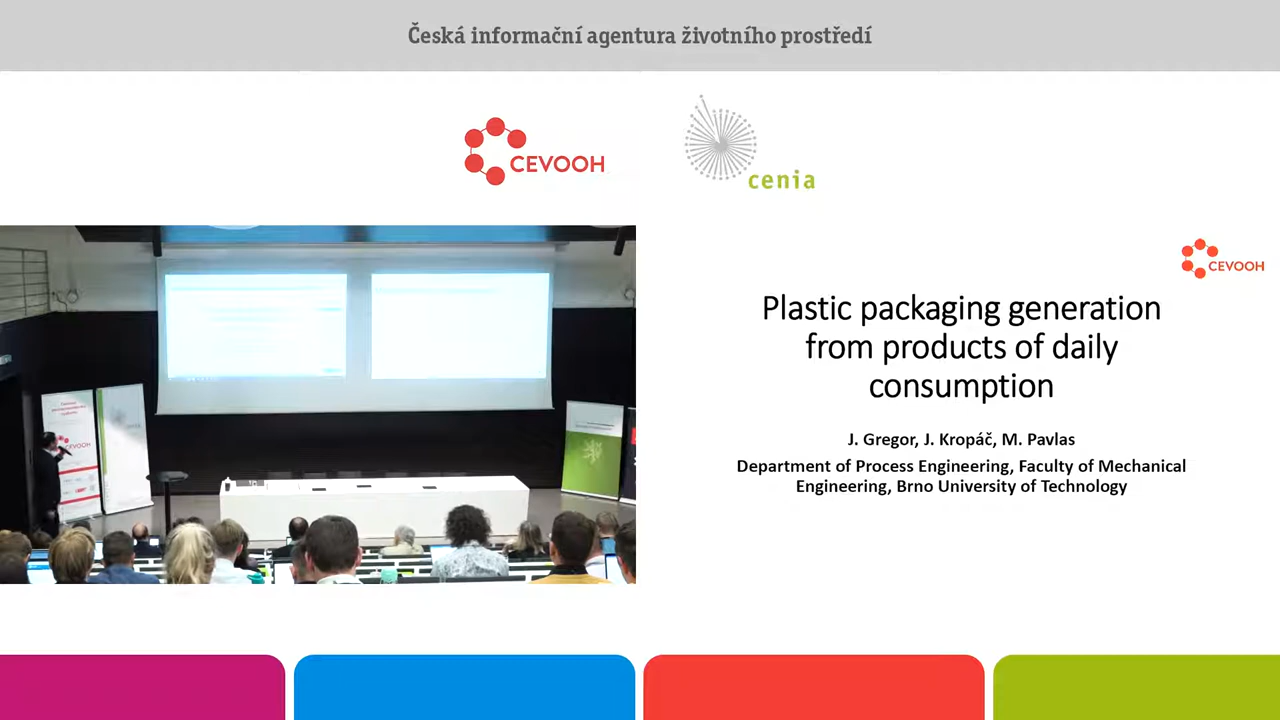 Česká informační agentura životního prostředí
CEVOOH
cenia
CEVOOH
Plastic packaging generation
from products of daily
consumption
J. Gregor, J. Kropáč, M. Pavlas
Department of Process Engineering, Faculty of Mechanical
Engineering, Brno University of Technology
CEVOOH